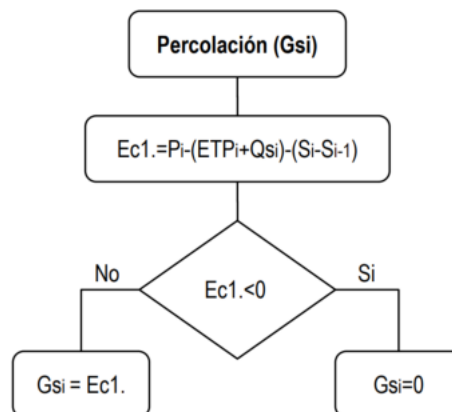 Percolación (Gsi)
Ec1.=Pi-(ETPi+Qsi)-(Si-Si-1)
No
Ec1.<0
Si
Gsi = Ec1.
Gsi=0